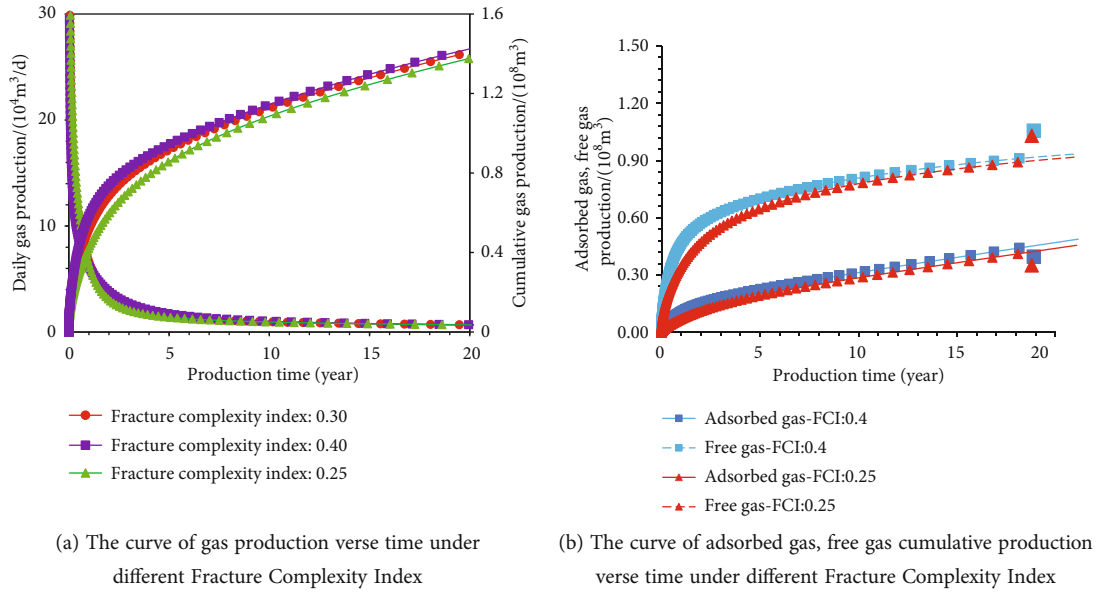 30
20
10
0
Daily gas production/(10⁴m³/d)
1.6
1.2
0.8
0.4
0
Cumulative gas production/(10⁸m³)
0 5 10 15 20
Production time (year)
Fracture complexity index: 0.30
Fracture complexity index: 0.40
Fracture complexity index: 0.25
(a) The curve of gas production verse time under
different Fracture Complexity Index
1.50
1.20
0.90
0.60
0.30
0.00
Adsorbed gas, free gas
production/((10⁸m³)
0 5 10 15 20
Production time (year)
Adsorbed gas-FCI:0.4
Free gas-FCI:0.4
Adsorbed gas-FCI:0.25
Free gas-FCI:0.25
(b) The curve of adsorbed gas, free gas cumulative production
verse time under different Fracture Complexity Index